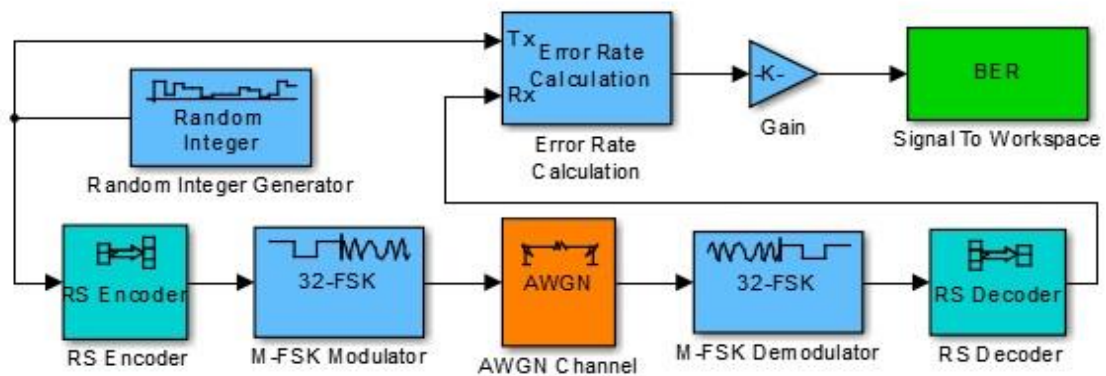 Tx
Error Rate
Calculation
Rx
Error Rate
Calculation
-K-
Gain
BER
Signal To Workspace
Random
Integer
Random Integer Generator
RS Encoder
RS Encoder
32-FSK
M-FSK Modulator
AWGN
AWGN Channel
32-FSK
M-FSK Demodulator
RS Decoder
RS Decoder